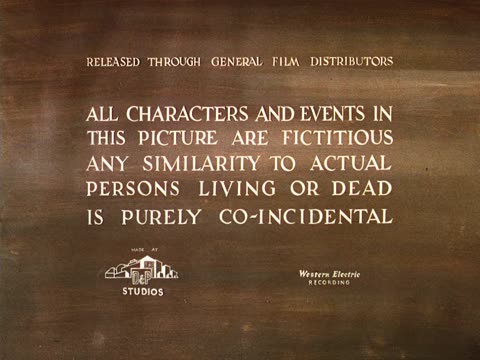 RELEASED THROUGH GENERAL FILM DISTRIBUTORS
ALL CHARACTERS AND EVENTS IN
THIS PICTURE ARE FICTITIOUS
ANY SIMILARITY TO ACTUAL
PERSONS LIVING OR DEAD
IS PURELY CO-INCIDENTAL
MADE AT
D&P
STUDIOS
Western Electric
RECORDING